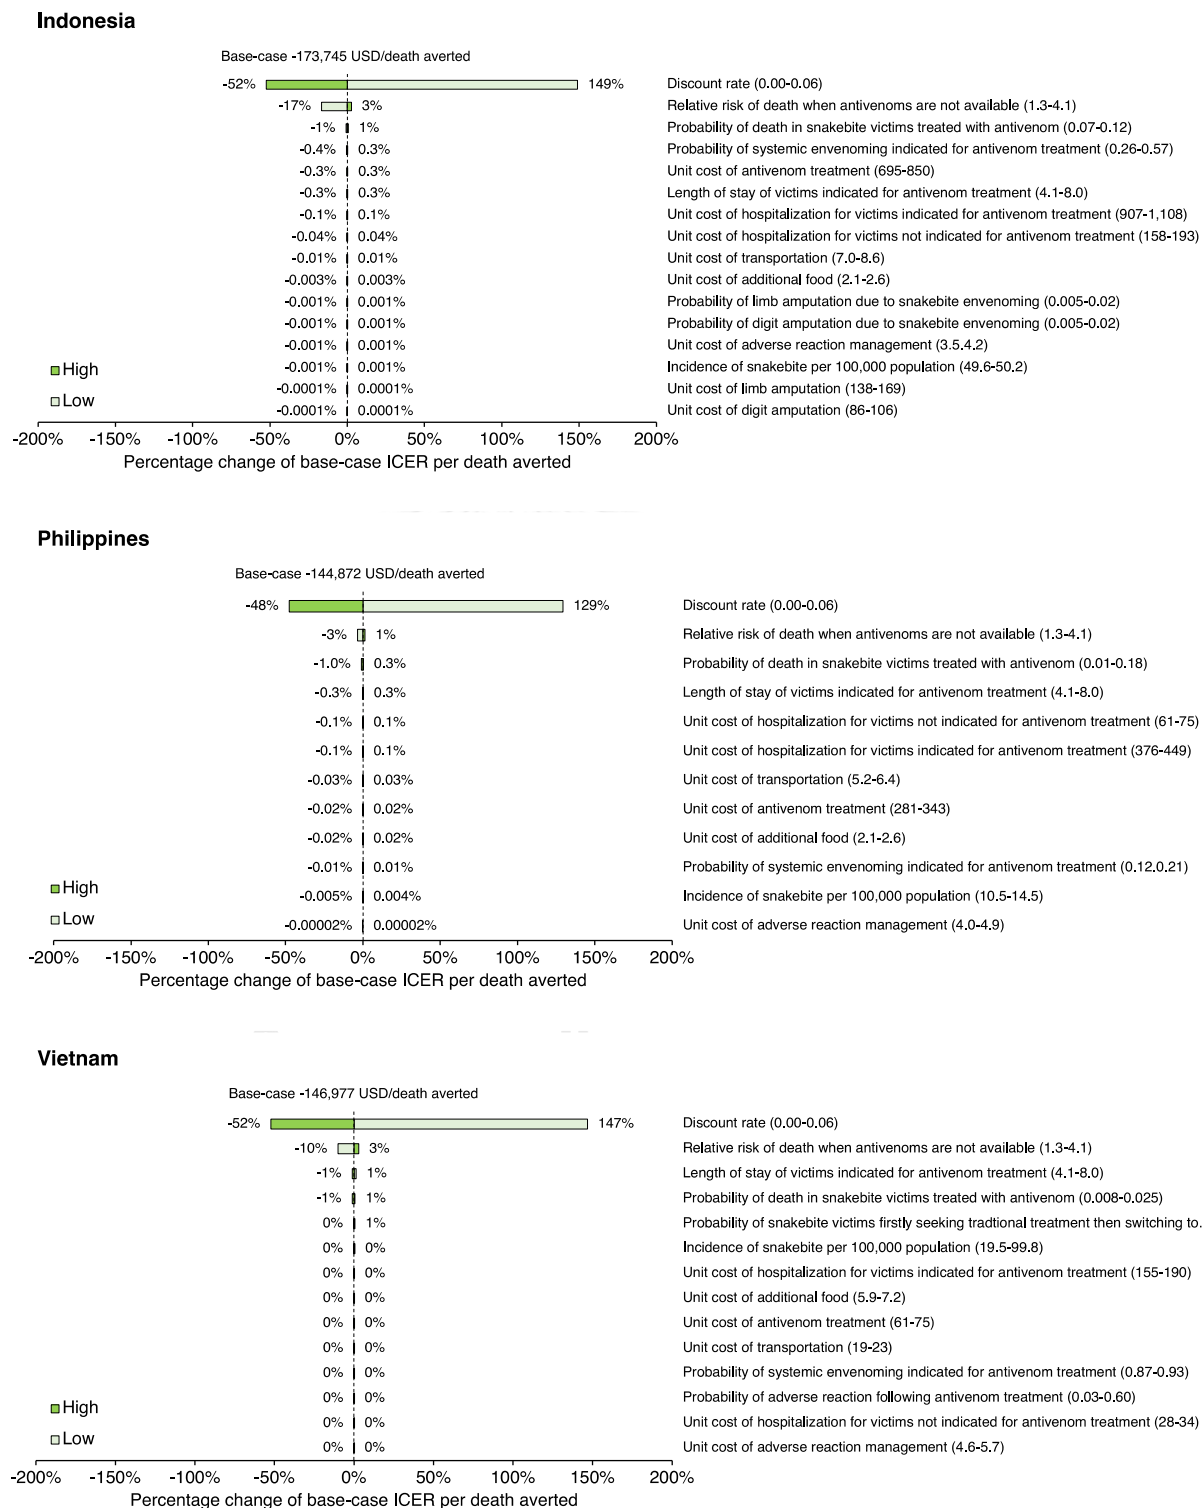 Indonesia
Base-case -173,745 USD/death averted
-52% 149% Discount rate (0.00-0.06)
-17% 3% Relative risk of death when antivenoms are not available (1.3-4.1)
-1% 1% Probability of death in snakebite victims treated with antivenom (0.07-0.12)
-0.4% 0.3% Probability of systemic envenoming indicated for antivenom treatment (0.26-0.57)
-0.3% 0.3% Unit cost of antivenom treatment (695-850)
-0.3% 0.3% Length of stay of victims indicated for antivenom treatment (4.1-8.0)
-0.1% 0.1% Unit cost of hospitalization for victims indicated for antivenom treatment (907-1,108)
-0.04% 0.04% Unit cost of hospitalization for victims not indicated for antivenom treatment (158-193)
-0.01% 0.01% Unit cost of transportation (7.0-8.6)
-0.003% 0.003% Unit cost of additional food (2.1-2.6)
-0.001% 0.001% Probability of limb amputation due to snakebite envenoming (0.005-0.02)
-0.001% 0.001% Probability of digit amputation due to snakebite envenoming (0.005-0.02)
-0.001% 0.001% Unit cost of adverse reaction management (3.5.4.2)
High -0.001% 0.001% Incidence of snakebite per 100,000 population (49.6-50.2)
-0.0001% 0.0001% Unit cost of limb amputation (138-169)
Low -0.0001% 0.0001% Unit cost of digit amputation (86-106)
-200% -150% -100% -50% 0% 50% 100% 150% 200%
Percentage change of base-case ICER per death averted
Philippines
Base-case -144,872 USD/death averted
-48% 129% Discount rate (0.00-0.06)
-3% 1% Relative risk of death when antivenoms are not available (1.3-4.1)
-1.0% 0.3% Probability of death in snakebite victims treated with antivenom (0.01-0.18)
-0.3% 0.3% Length of stay of victims indicated for antivenom treatment (4.1-8.0)
-0.1% 0.1% Unit cost of hospitalization for victims not indicated for antivenom treatment (61-75)
-0.1% 0.1% Unit cost of hospitalization for victims indicated for antivenom treatment (376-449)
-0.03% 0.03% Unit cost of transportation (5.2-6.4)
-0.02% 0.02% Unit cost of antivenom treatment (281-343)
-0.02% 0.02% Unit cost of additional food (2.1-2.6)
-0.01% 0.01% Probability of systemic envenoming indicated for antivenom treatment (0.12.0.21)
High -0.005% 0.004% Incidence of snakebite per 100,000 population (10.5-14.5)
Low -0.00002% 0.00002% Unit cost of adverse reaction management (4.0-4.9)
-200% -150% -100% -50% 0% 50% 100% 150% 200%
Percentage change of base-case ICER per death averted
Vietnam
Base-case -146,977 USD/death averted
-52% 147% Discount rate (0.00-0.06)
-10% 3% Relative risk of death when antivenoms are not available (1.3-4.1)
-1% 1% Length of stay of victims indicated for antivenom treatment (4.1-8.0)
-1% 1% Probability of death in snakebite victims treated with antivenom (0.008-0.025)
0% 1% Probability of snakebite victims firstly seeking tradtional treatment then switching to.
0% 0% Incidence of snakebite per 100,000 population (19.5-99.8)
0% 0% Unit cost of hospitalization for victims indicated for antivenom treatment (155-190)
0% 0% Unit cost of additional food (5.9-7.2)
0% 0% Unit cost of antivenom treatment (61-75)
0% 0% Unit cost of transportation (19-23)
0% 0% Probability of systemic envenoming indicated for antivenom treatment (0.87-0.93)
0% 0% Probability of adverse reaction following antivenom treatment (0.03-0.60)
High 0% 0% Unit cost of hospitalization for victims not indicated for antivenom treatment (28-34)
Low 0% 0% Unit cost of adverse reaction management (4.6-5.7)
-200% -150% -100% -50% 0% 50% 100% 150% 200%
Percentage change of base-case ICER per death averted